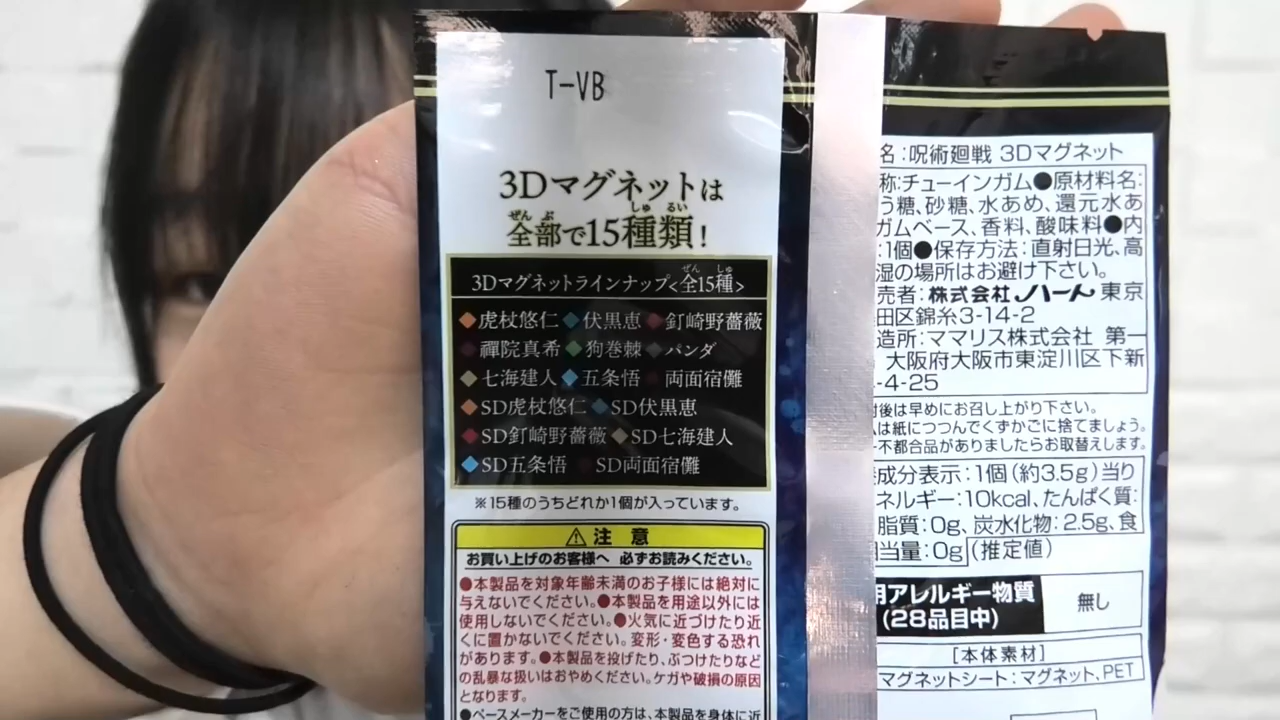 T-VB
3Dマグネットは
ぜん ぶ しゅ るい
全部で15種類!
ぜん しゅ
3Dマグネットラインナップ<全15種>
◆虎杖悠仁◆伏黒恵◆釘崎野薔薇
◆禪院真希◆狗巻棘◆パンダ
◆七海建人◆五条悟◆両面宿儺
◆SD虎杖悠仁◆SD伏黒恵
◆SD釘崎野薔薇◆SD七海建人
◆SD五条悟◆SD両面宿儺
※15種のうちどれか1個が入っています。
⚠注意
お買い上げのお客様へ 必ずお読みください。
●本製品を対象年齢未満のお子様には絶対に
与えないでください。●本製品を用途以外には
使用しないでください。●火気に近づけたり近
くに置かないでください。変形・変色する恐れ
があります。●本製品を投げたり、ぶつけたりなど
の乱暴な扱いはおやめください。ケガや破損の原因
となります。
●ペースメーカーをご使用の方は、本製品を身体に近
名:呪術廻戦 3Dマグネット
称:チューインガム●原材料名:
う糖、砂糖、水あめ、還元水あ
ガムベース、香料、酸味料●内
:1個●保存方法:直射日光、高
湿の場所はお避け下さい。
売者:株式会社ハート 東京
田区錦糸3-14-2
造所:ママリス株式会社 第一
大阪府大阪市東淀川区下新
-4-25
後は早めにお召し上がり下さい。
は紙につつんでくずかごに捨てましょう。
一不都合品がありましたらお取替えします。
成分表示:1個(約3.5g)当り
ネルギー:10kcal、たんぱく質:
脂質:0g、炭水化物:2.5g、食
当量:0g(推定値)
用アレルギー物質
(28品目中)
無し
[本体素材]
マグネットシート:マグネット、PET